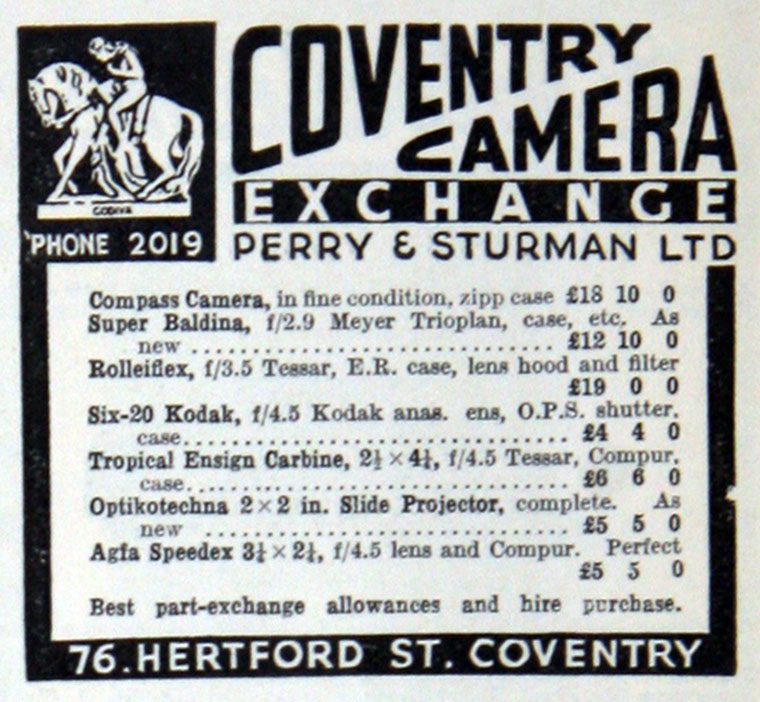 COVENTRY
CAMERA
EXCHANGE
GODIVA
'PHONE 2019
PERRY & STURMAN LTD
Compass Camera, in fine condition, zipp case £18 10 0
Super Baldina, f/2.9 Meyer Trioplan, case, etc. As
new ........................................ £12 10 0
Rolleiflex, f/3.5 Tessar, E.R. case, lens hood and filter
£19 0 0
Six-20 Kodak, f/4.5 Kodak anas. ens, O.P.S. shutter.
case........................................ £4 4 0
Tropical Ensign Carbine, 2½ × 4¼, f/4.5 Tessar, Compur,
case........................................ £6 6 0
Optikotechna 2 × 2 in. Slide Projector, complete. As
new ........................................ £5 5 0
Agfa Speedex 3¼ × 2¼, f/4.5 lens and Compur. Perfect
£5 5 0
Best part-exchange allowances and hire purchase.
76. HERTFORD ST. COVENTRY